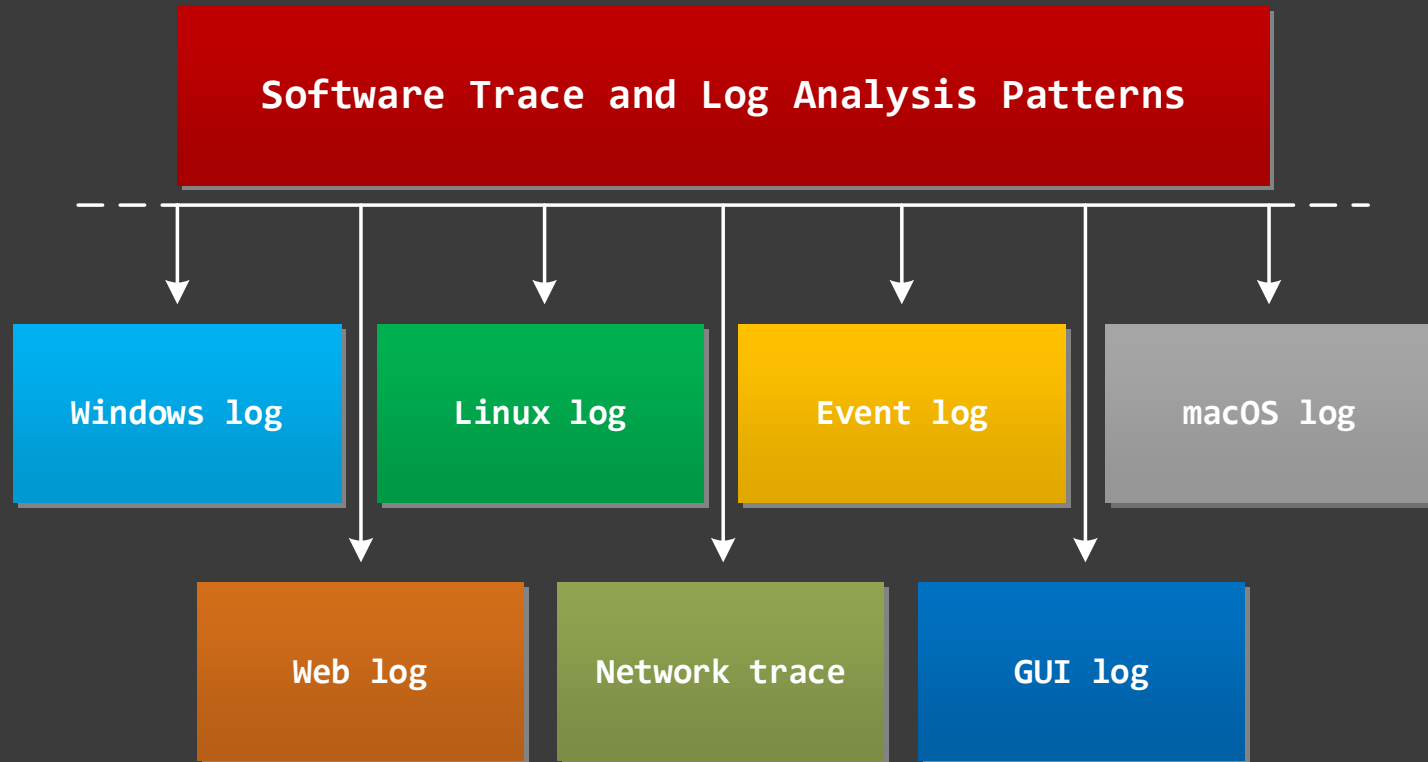 Software Trace and Log Analysis Patterns
Windows log
Linux log
Event log
macOS log
Web log
Network trace
GUI log